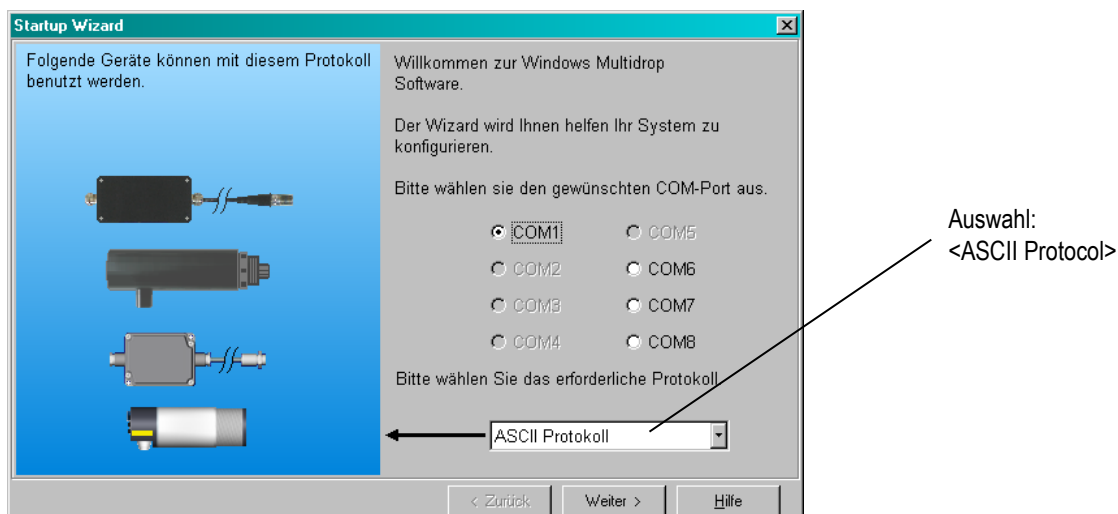 Startup Wizard
Folgende Geräte können mit diesem Protokoll
benutzt werden.
Willkommen zur Windows Multidrop
Software.
Der Wizard wird Ihnen helfen Ihr System zu
konfigurieren.
Bitte wählen sie den gewünschten COM-Port aus.
COM1
COM5
COM2
COM6
COM3
COM7
COM4
COM8
Bitte wählen Sie das erforderliche Protokoll
ASCII Protokoll
< Zurück
Weiter >
Hilfe
Auswahl:
<ASCII Protocol>